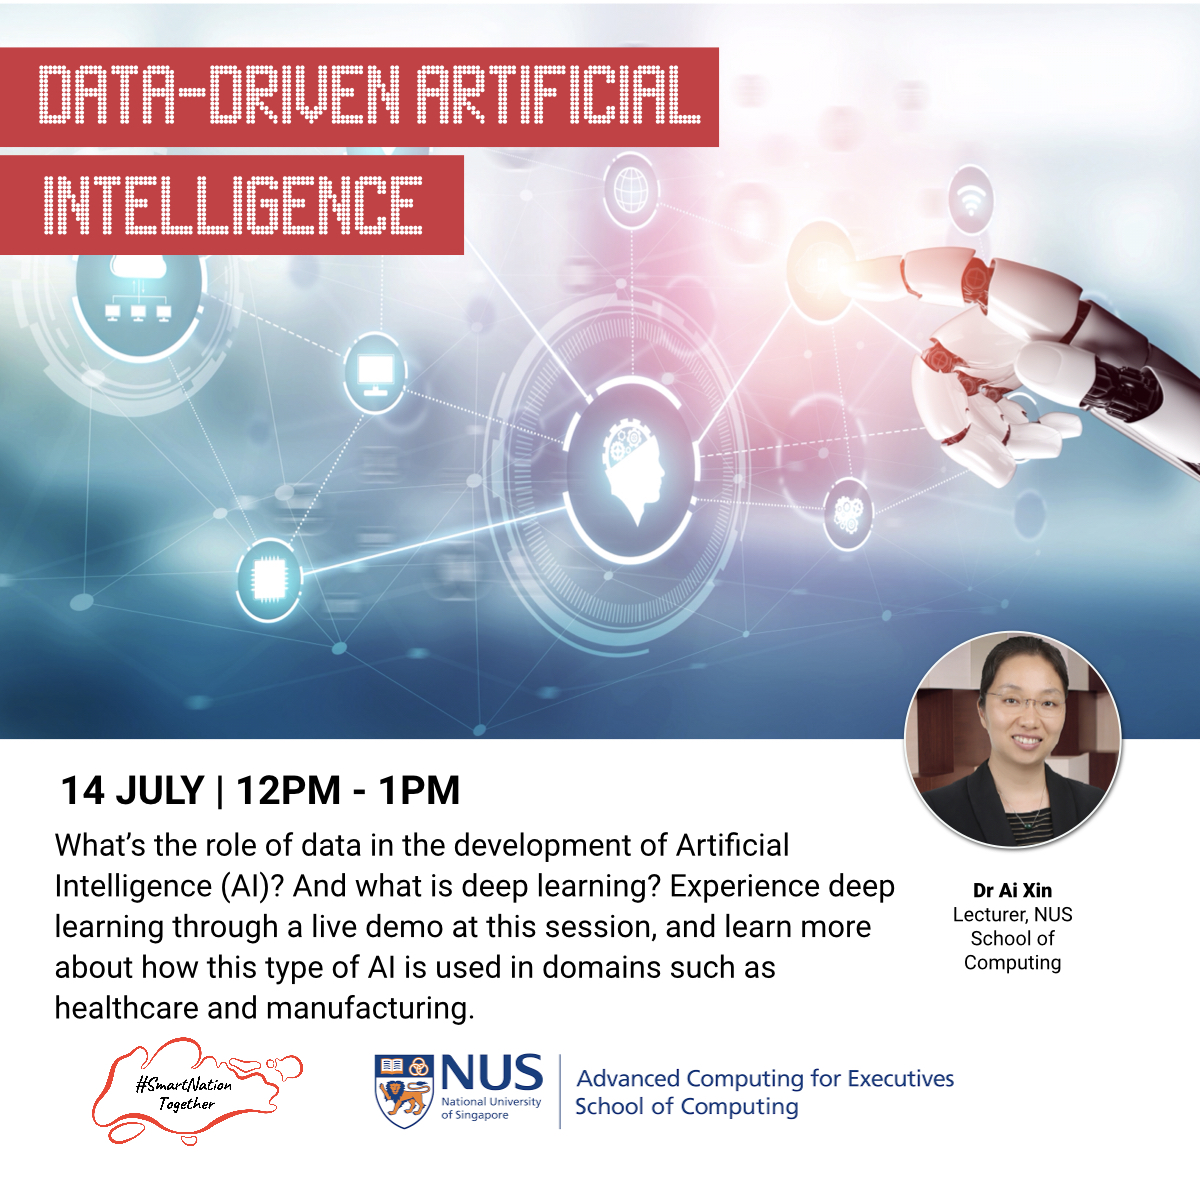 DATA-DRIVEN ARTIFICIAL
INTELLIGENCE
14 JULY | 12PM - 1PM
What’s the role of data in the development of Artificial
Intelligence (AI)? And what is deep learning? Experience deep
learning through a live demo at this session, and learn more
about how this type of AI is used in domains such as
healthcare and manufacturing.
Dr Ai Xin
Lecturer, NUS
School of
Computing
#SmartNation
Together
NUS
National University
of Singapore
Advanced Computing for Executives
School of Computing